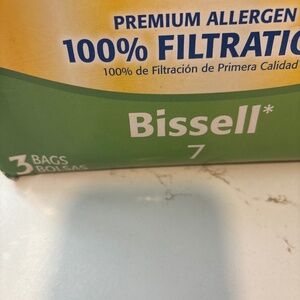 PREMIUM ALLERGEN
100% FILTRATIO
100% de Filtración de Primera Calidad
Bissell*
7
3 BAGS
BOLSAS